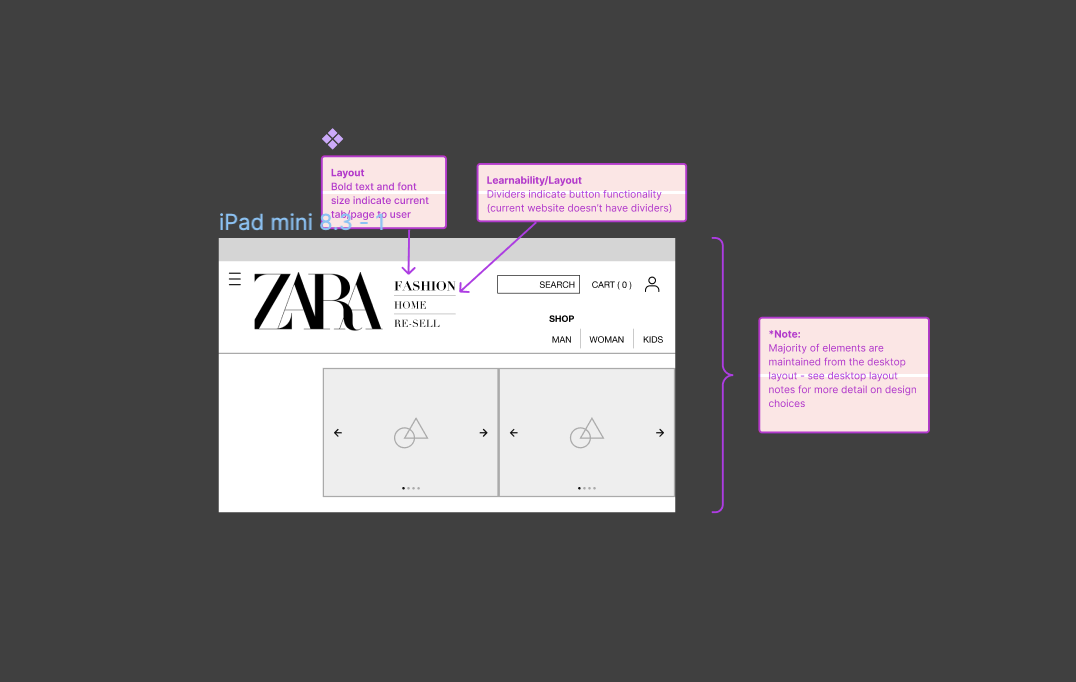 Layout
Bold text and font
size indicate current
tab/page to user
Learnability/Layout
Dividers indicate button functionality
(current website doesn't have dividers)
iPad mini 8.3 - 1
ZARA
FASHION
HOME
RE-SELL
SEARCH
CART ( 0 )
SHOP
MAN
WOMAN
KIDS
*Note:
Majority of elements are
maintained from the desktop
layout - see desktop layout
notes for more detail on design
choices